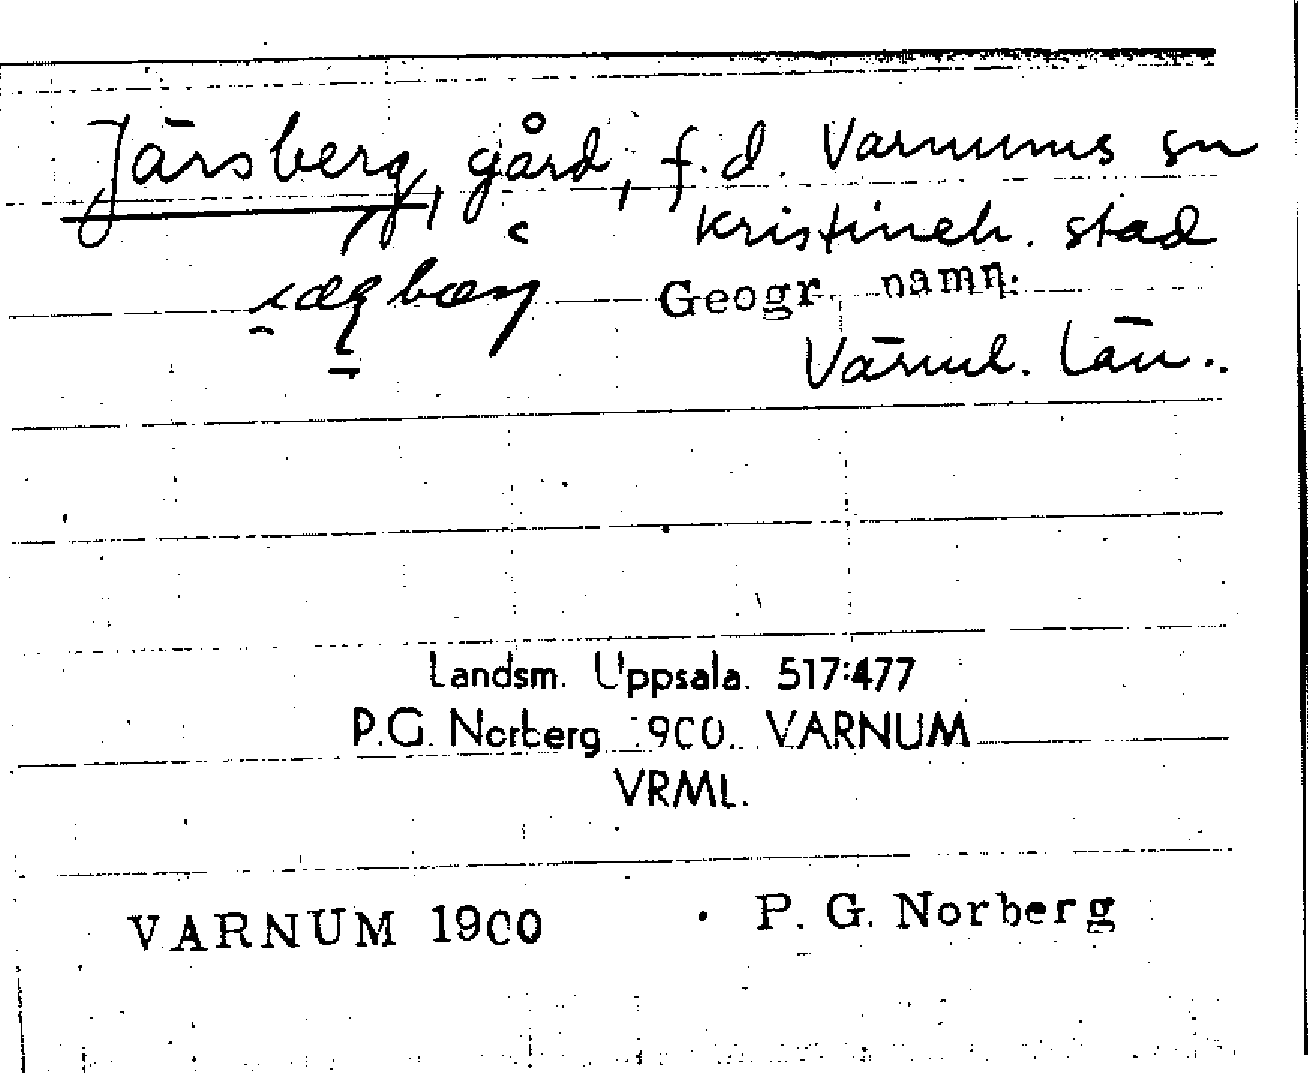 Järsberg, gård, f.d. Varnums sn
Kristineh. stad
Geogr. namn.
Värml. län.
Landsm. Uppsala. 517:477
P.G. Norberg 1900. VARNUM
VRML.
VARNUM 1900 P. G. Norberg